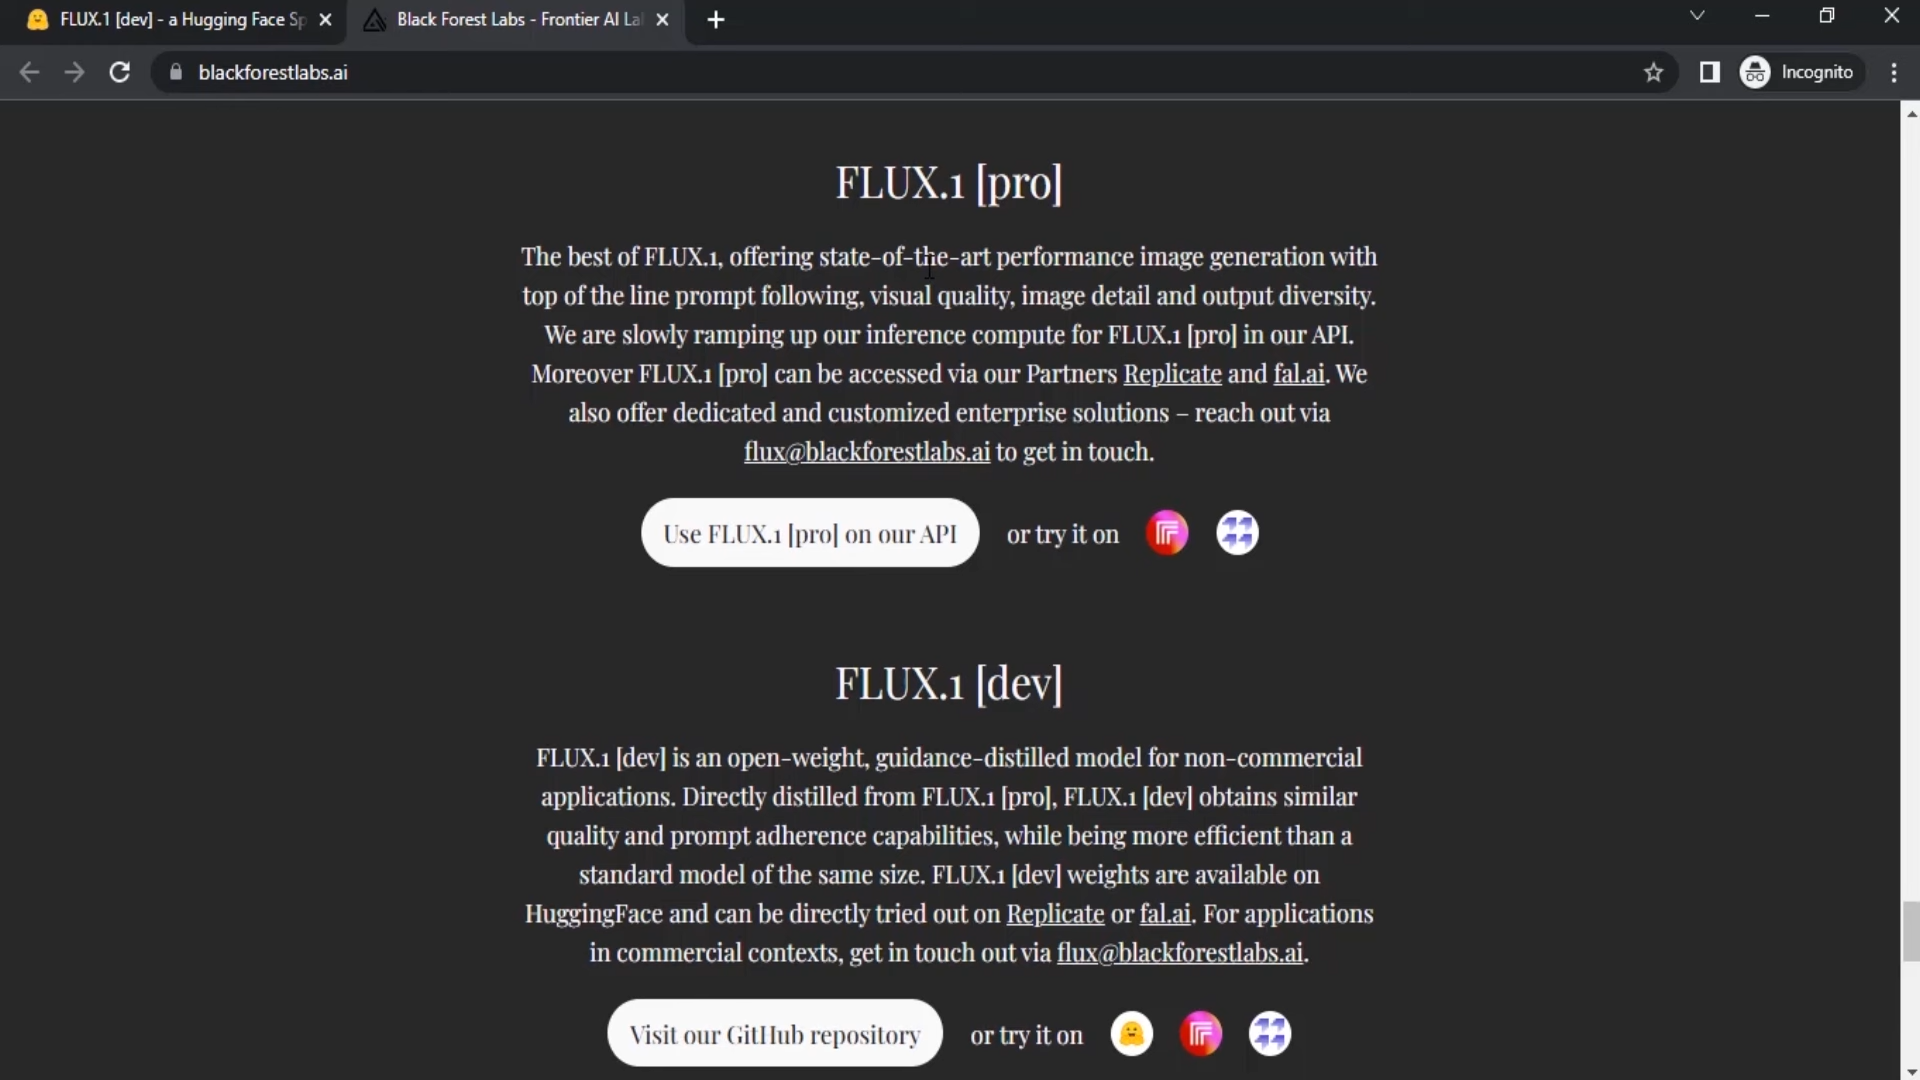 FLUX.1 [dev] - a Hugging Face Sp
Black Forest Labs - Frontier AI La
blackforestlabs.ai
Incognito
FLUX.1 [pro]
The best of FLUX.1, offering state-of-the-art performance image generation with
top of the line prompt following, visual quality, image detail and output diversity.
We are slowly ramping up our inference compute for FLUX.1 [pro] in our API.
Moreover FLUX.1 [pro] can be accessed via our Partners Replicate and fal.ai. We
also offer dedicated and customized enterprise solutions – reach out via
flux@blackforestlabs.ai to get in touch.
Use FLUX.1 [pro] on our API
or try it on
FLUX.1 [dev]
FLUX.1 [dev] is an open-weight, guidance-distilled model for non-commercial
applications. Directly distilled from FLUX.1 [pro], FLUX.1 [dev] obtains similar
quality and prompt adherence capabilities, while being more efficient than a
standard model of the same size. FLUX.1 [dev] weights are available on
HuggingFace and can be directly tried out on Replicate or fal.ai. For applications
in commercial contexts, get in touch out via flux@blackforestlabs.ai.
Visit our GitHub repository
or try it on